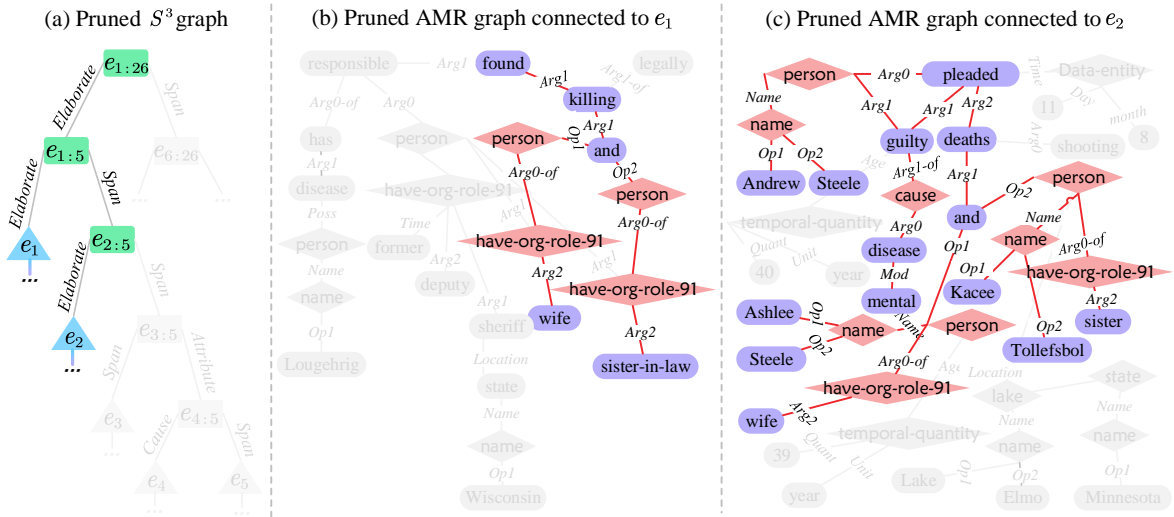 (a) Pruned S³ graph
e1:26
Elaborate
Span
e1:5
e6:26
Elaborate
Span
e1
...
e2:5
Elaborate
Span
e2
...
e3:5
Span
Attribute
e3
...
e4:5
Cause
Span
e4
...
e5
...
(b) Pruned AMR graph connected to e1
responsible
Arg1
found
Arg1
Arg1-of
legally
killing
Arg0-of
Arg0
Arg1
has
person
person
Op1
and
Arg1
Op2
disease
have-org-role-91
Arg0-of
person
Poss
Time
Arg1
Arg0-of
person
former
have-org-role-91
Name
Arg2
Arg1
deputy
Arg2
have-org-role-91
name
Arg1
wife
Op1
sheriff
Arg2
Lougehrig
Location
sister-in-law
state
Name
name
Op1
Wisconsin
(c) Pruned AMR graph connected to e2
person
Arg0
pleaded
Time
Data-entity
Name
Arg1
Arg1
Arg2
Day
11
month
name
guilty
deaths
Arg0
shooting
8
Op1
Op2
Age
Arg1-of
Arg1
Andrew
Steele
cause
Op2
person
temporal-quantity
Arg0
and
Name
Quant
Unit
disease
Op1
name
Arg0-of
40
year
Mod
Op1
have-org-role-91
mental
Kacee
Arg2
Ashlee
Op1
name
Name
person
Op2
sister
Steele
Op2
Tollefsbol
Arg0-of
Age
Location
have-org-role-91
lake
state
wife
Arg2
Name
Name
temporal-quantity
name
name
39
Quant
Unit
Lake
Op1
Op2
Op1
year
Elmo
Minnesota